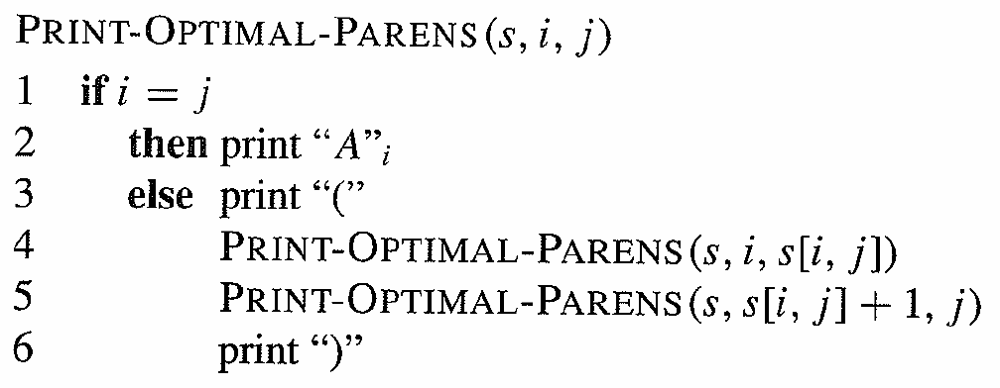 PRINT-OPTIMAL-PARENS(s, i, j)
1 if i = j
2 then print “A”i
3 else print “(”
4 PRINT-OPTIMAL-PARENS(s, i, s[i, j])
5 PRINT-OPTIMAL-PARENS(s, s[i, j] + 1, j)
6 print “)”